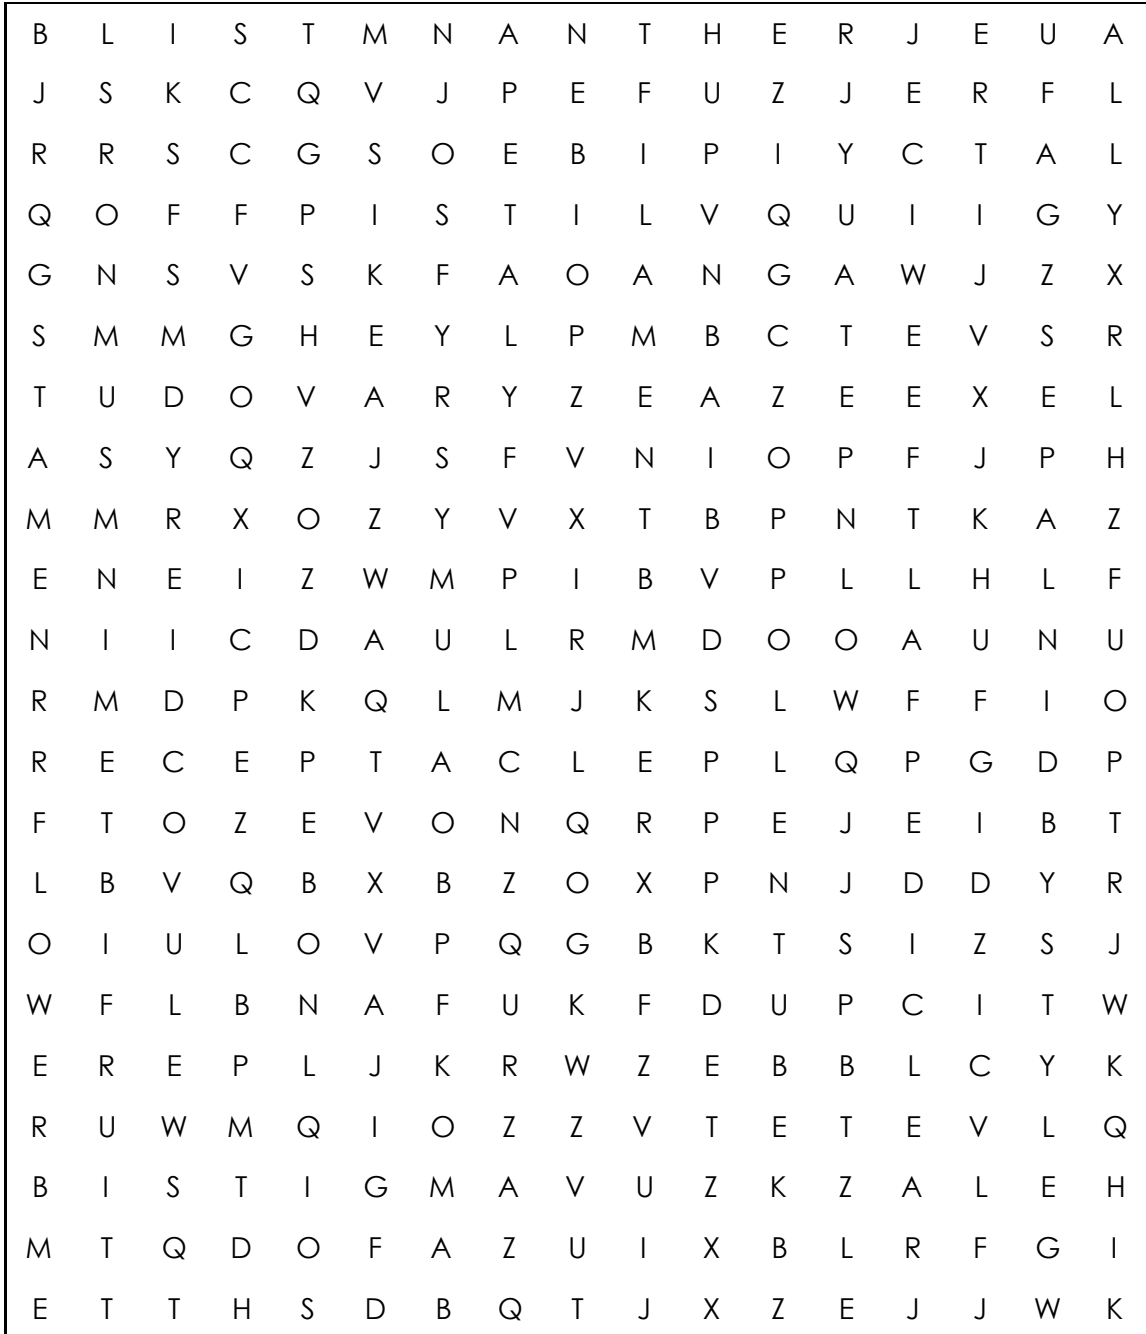 B L I S T M N A N T H E R J E U A
J S K C Q V J P E F U Z J E R F L
R R S C G S O E B I P I Y C T A L
Q O F F P I S T I L V Q U I I G Y
G N S V S K F A O A N G A W J Z X
S M M G H E Y L P M B C T E V S R
T U D O V A R Y Z E A Z E E X E L
A S Y Q Z J S F V N I O P F J P H
M M R X O Z Y V X T B P N T K A Z
E N E I Z W M P I B V P L L H L F
N I I C D A U L R M D O O A U N U
R M D P K Q L M J K S L W F F I O
R E C E P T A C L E P L Q P G D P
F T O Z E V O N Q R P E J E I B T
L B V Q B X B Z O X P N J D D Y R
O I U L O V P Q G B K T S I Z S J
W F L B N A F U K F D U P C I T W
E R E P L J K R W Z E B B L C Y K
R U W M Q I O Z Z V T E T E V L Q
B I S T I G M A V U Z K Z A L E H
M T Q D O F A Z U I X B L R F G I
E T T H S D B Q T J X Z E J J W K